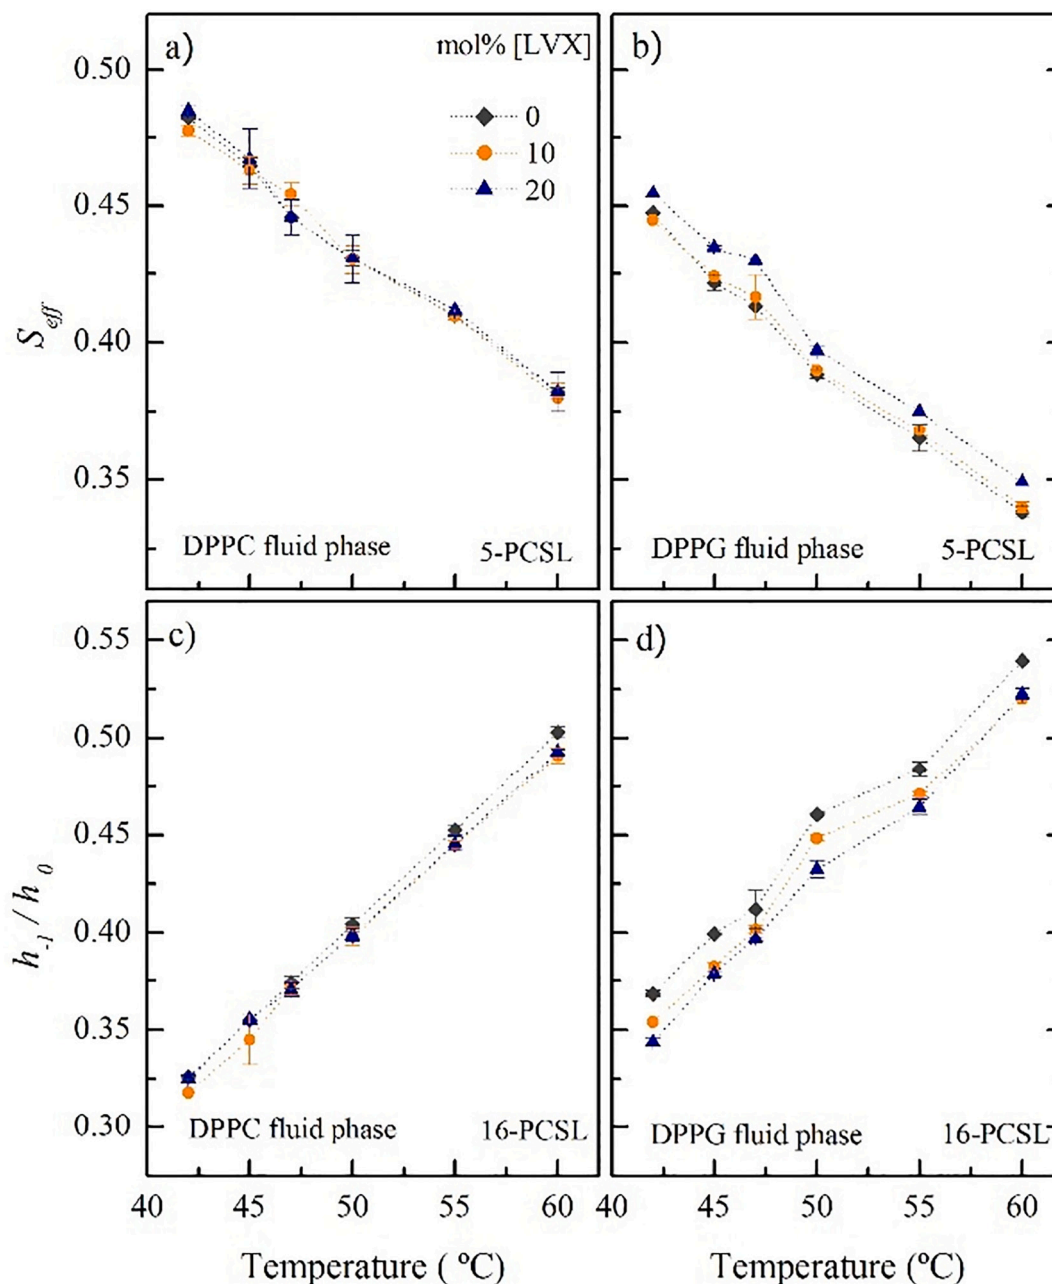 a)
mol% [LVX]
0
10
20
b)
0.50
0.45
0.40
0.35
S_eff
DPPC fluid phase
5-PCSL
DPPG fluid phase
5-PCSL
c)
d)
0.55
0.50
0.45
0.40
0.35
0.30
h_-1 / h_0
DPPC fluid phase
16-PCSL
DPPG fluid phase
16-PCSL
40 45 50 55 60
45 50 55 60
Temperature ( ºC)
Temperature (ºC)